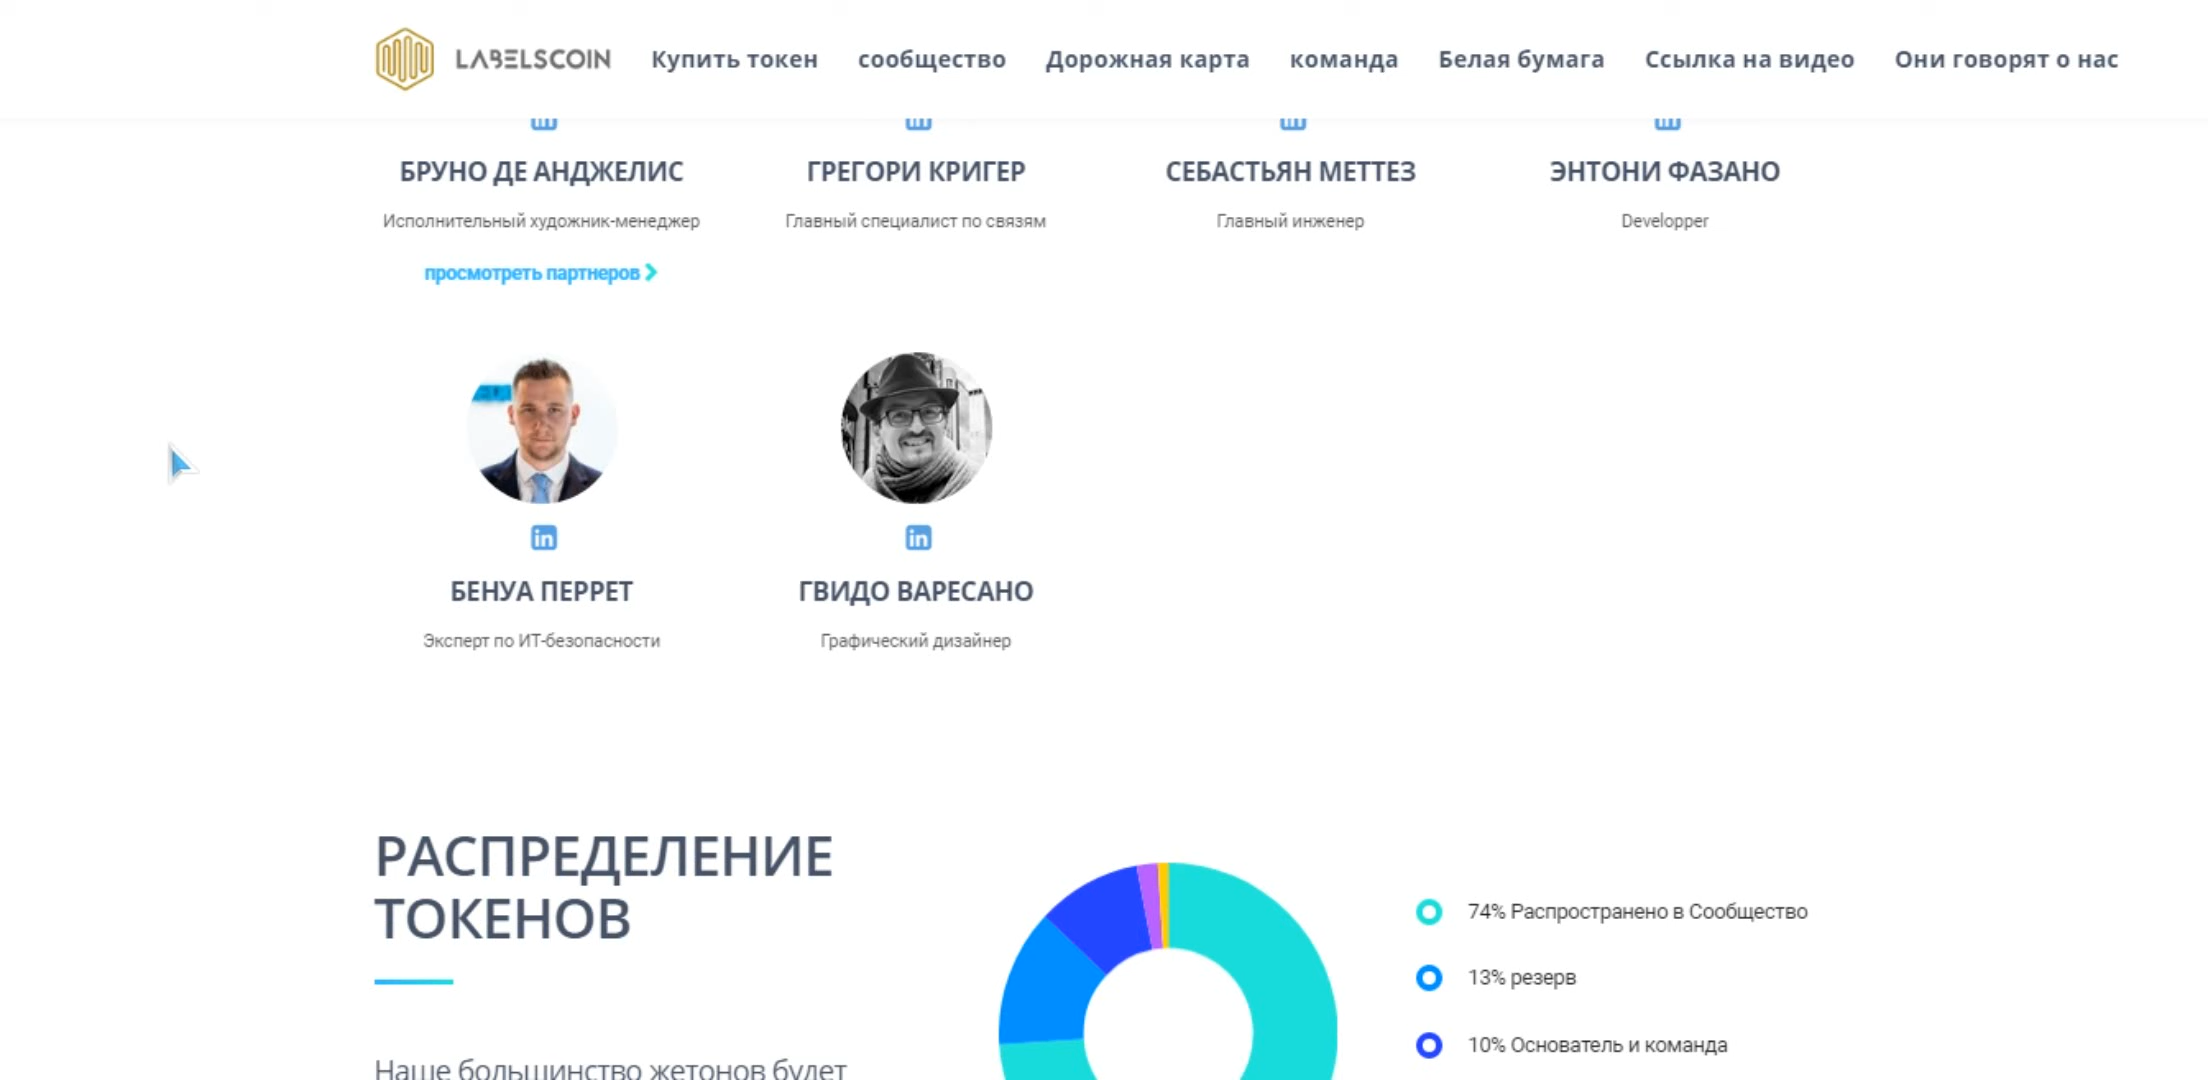 LABELSCOIN Купить токен сообщество Дорожная карта команда Белая бумага Ссылка на видео Они говорят о нас
БРУНО ДЕ АНДЖЕЛИС ГРЕГОРИ КРИГЕР СЕБАСТЬЯН МЕТТЕЗ ЭНТОНИ ФАЗАНО
Исполнительный художник-менеджер Главный специалист по связям Главный инженер Developper
просмотреть партнеров
in in
БЕНУА ПЕРРЕТ ГВИДО ВАРЕСАНО
Эксперт по ИТ-безопасности Графический дизайнер
РАСПРЕДЕЛЕНИЕ
ТОКЕНОВ
74% Распространено в Сообщество
13% резерв
10% Основатель и команда
Наше большинство жетонов будет